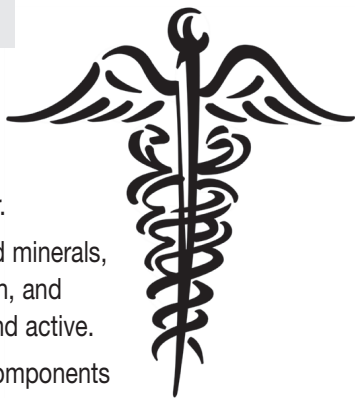 d minerals,
n, and
nd active.
omponents